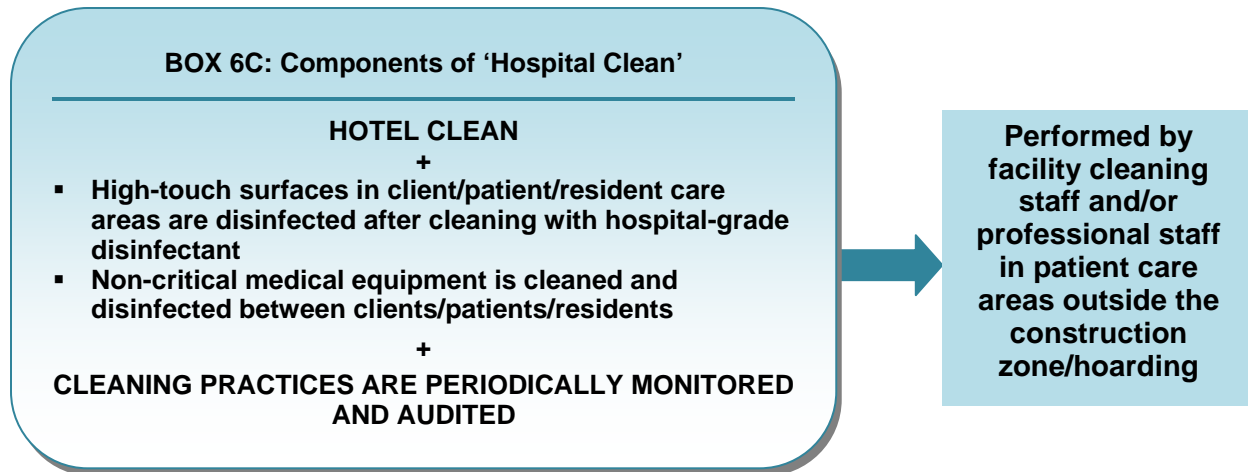 BOX 6C: Components of ‘Hospital Clean’
HOTEL CLEAN
+
▪ High-touch surfaces in client/patient/resident care
areas are disinfected after cleaning with hospital-grade
disinfectant
▪ Non-critical medical equipment is cleaned and
disinfected between clients/patients/residents
+
CLEANING PRACTICES ARE PERIODICALLY MONITORED
AND AUDITED
Performed by
facility cleaning
staff and/or
professional staff
in patient care
areas outside the
construction
zone/hoarding